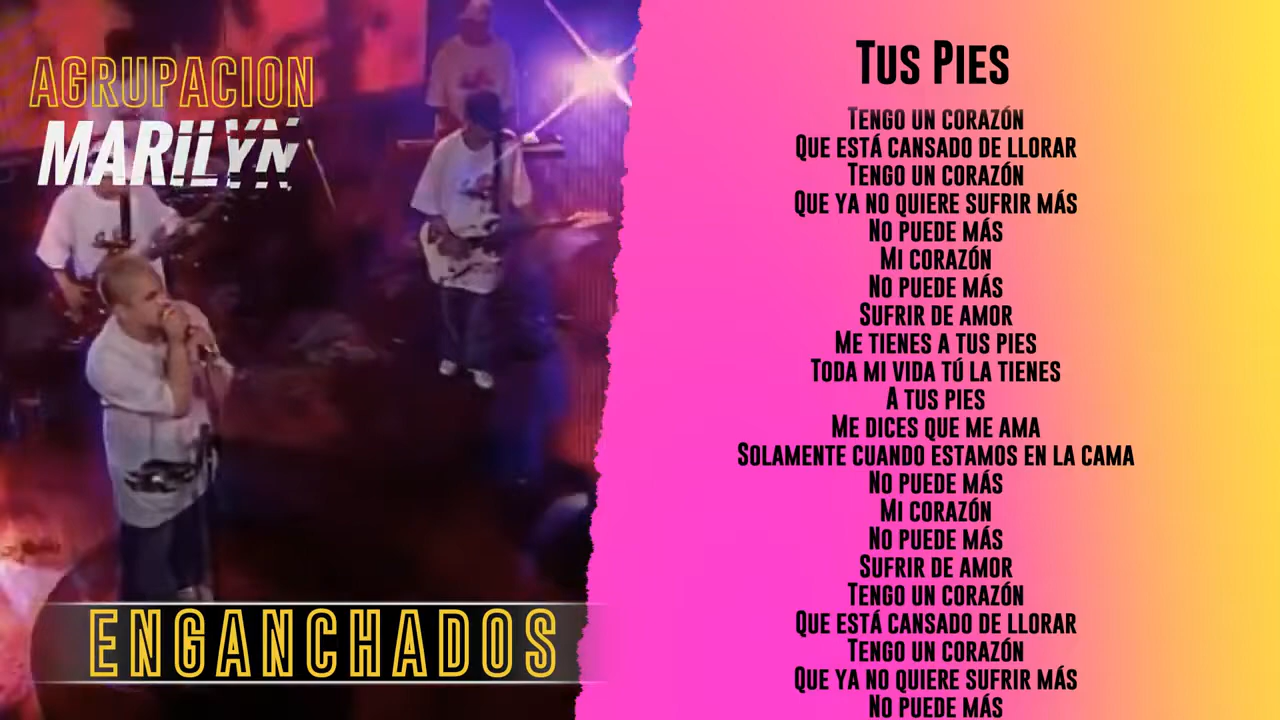 AGRUPACION
MARILYN
ENGANCHADOS
TUS PIES
TENGO UN CORAZÓN
QUE ESTÁ CANSADO DE LLORAR
TENGO UN CORAZÓN
QUE YA NO QUIERE SUFRIR MÁS
NO PUEDE MÁS
MI CORAZÓN
NO PUEDE MÁS
SUFRIR DE AMOR
ME TIENES A TUS PIES
TODA MI VIDA TÚ LA TIENES
A TUS PIES
ME DICES QUE ME AMA
SOLAMENTE CUANDO ESTAMOS EN LA CAMA
NO PUEDE MÁS
MI CORAZÓN
NO PUEDE MÁS
SUFRIR DE AMOR
TENGO UN CORAZÓN
QUE ESTÁ CANSADO DE LLORAR
TENGO UN CORAZÓN
QUE YA NO QUIERE SUFRIR MÁS
NO PUEDE MÁS